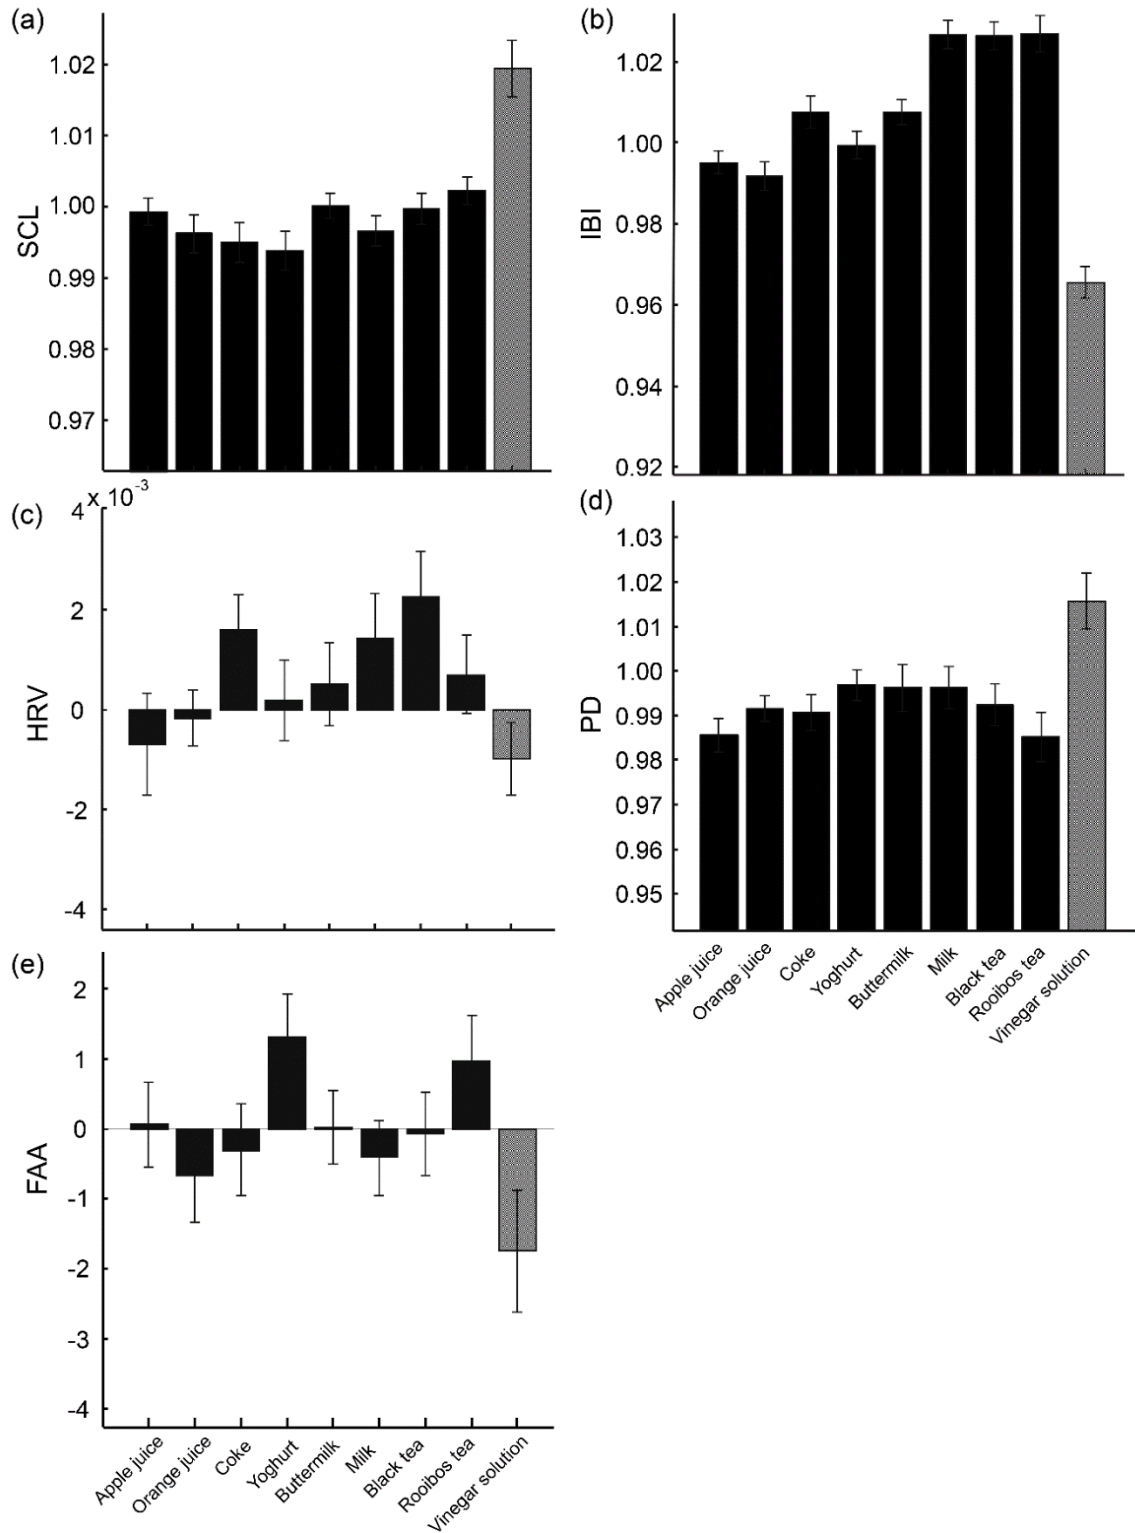 (a)
SCL
1.02
1.01
1.00
0.99
0.98
0.97
(b)
IBI
1.02
1.00
0.98
0.96
0.94
0.92
(c)
HRV
x 10-3
4
2
0
-2
-4
(d)
PD
1.03
1.02
1.01
1.00
0.99
0.98
0.97
0.96
0.95
Apple juice
Orange juice
Coke
Yoghurt
Buttermilk
Milk
Black tea
Rooibos tea
Vinegar solution
(e)
FAA
2
1
0
-1
-2
-3
-4
Apple juice
Orange juice
Coke
Yoghurt
Buttermilk
Milk
Black tea
Rooibos tea
Vinegar solution